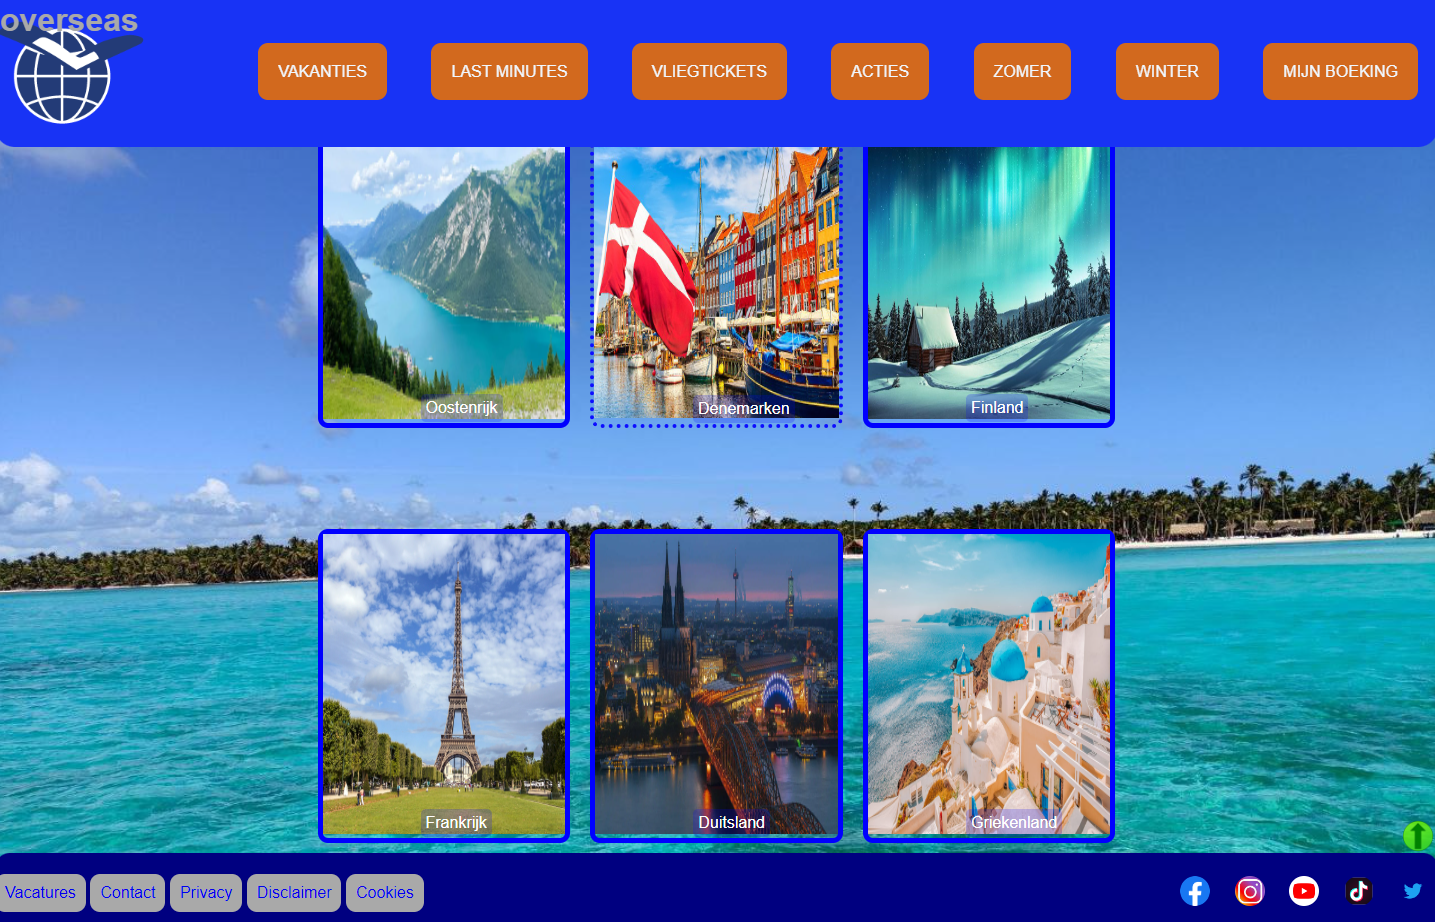 overseas
VAKANTIES LAST MINUTES VLIEGTICKETS ACTIES ZOMER WINTER MIJN BOEKING
Oostenrijk Denemarken Finland
Frankrijk Duitsland Griekenland
Vacatures Contact Privacy Disclaimer Cookies